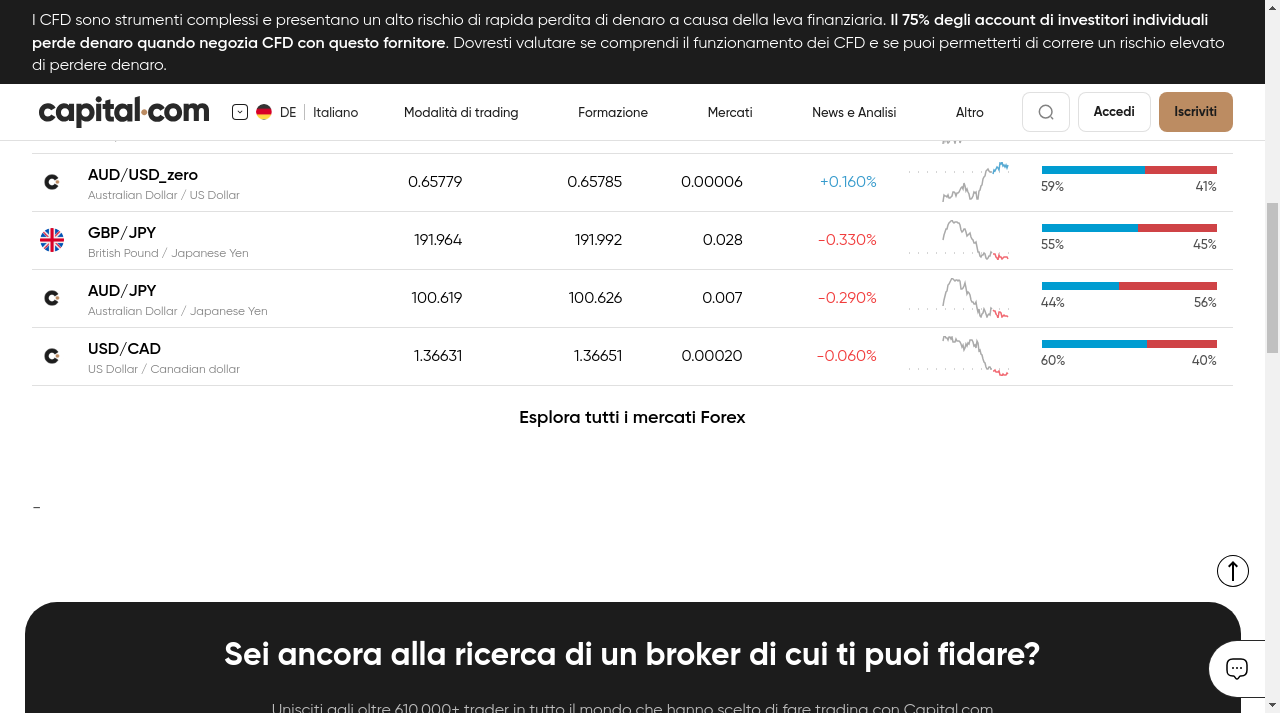 I CFD sono strumenti complessi e presentano un alto rischio di rapida perdita di denaro a causa della leva finanziaria. Il 75% degli account di investitori individuali
perde denaro quando negozia CFD con questo fornitore. Dovresti valutare se comprendi il funzionamento dei CFD e se puoi permetterti di correre un rischio elevato
di perdere denaro.
capital.com DE Italiano Modalità di trading Formazione Mercati News e Analisi Altro Accedi Iscriviti
AUD/USD_zero 0.65779 0.65785 0.00006 +0.160%
Australian Dollar / US Dollar 59% 41%
GBP/JPY 191.964 191.992 0.028 -0.330%
British Pound / Japanese Yen 55% 45%
AUD/JPY 100.619 100.626 0.007 -0.290%
Australian Dollar / Japanese Yen 44% 56%
USD/CAD 1.36631 1.36651 0.00020 -0.060%
US Dollar / Canadian dollar 60% 40%
Esplora tutti i mercati Forex
–
Sei ancora alla ricerca di un broker di cui ti puoi fidare?
Unisciti agli oltre 610.000+ trader in tutto il mondo che hanno scelto di fare trading con Capital.com